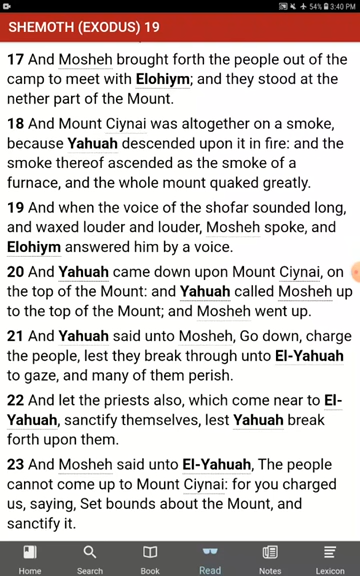 54% 3:40 PM
SHEMOTH (EXODUS) 19
17 And Mosheh brought forth the people out of the
camp to meet with Elohiym; and they stood at the
nether part of the Mount.
18 And Mount Ciynai was altogether on a smoke,
because Yahuah descended upon it in fire: and the
smoke thereof ascended as the smoke of a
furnace, and the whole mount quaked greatly.
19 And when the voice of the shofar sounded long,
and waxed louder and louder, Mosheh spoke, and
Elohiym answered him by a voice.
20 And Yahuah came down upon Mount Ciynai, on
the top of the Mount: and Yahuah called Mosheh up
to the top of the Mount; and Mosheh went up.
21 And Yahuah said unto Mosheh, Go down, charge
the people, lest they break through unto El-Yahuah
to gaze, and many of them perish.
22 And let the priests also, which come near to El-
Yahuah, sanctify themselves, lest Yahuah break
forth upon them.
23 And Mosheh said unto El-Yahuah, The people
cannot come up to Mount Ciynai: for you charged
us, saying, Set bounds about the Mount, and
sanctify it.
Home Search Book Read Notes Lexicon